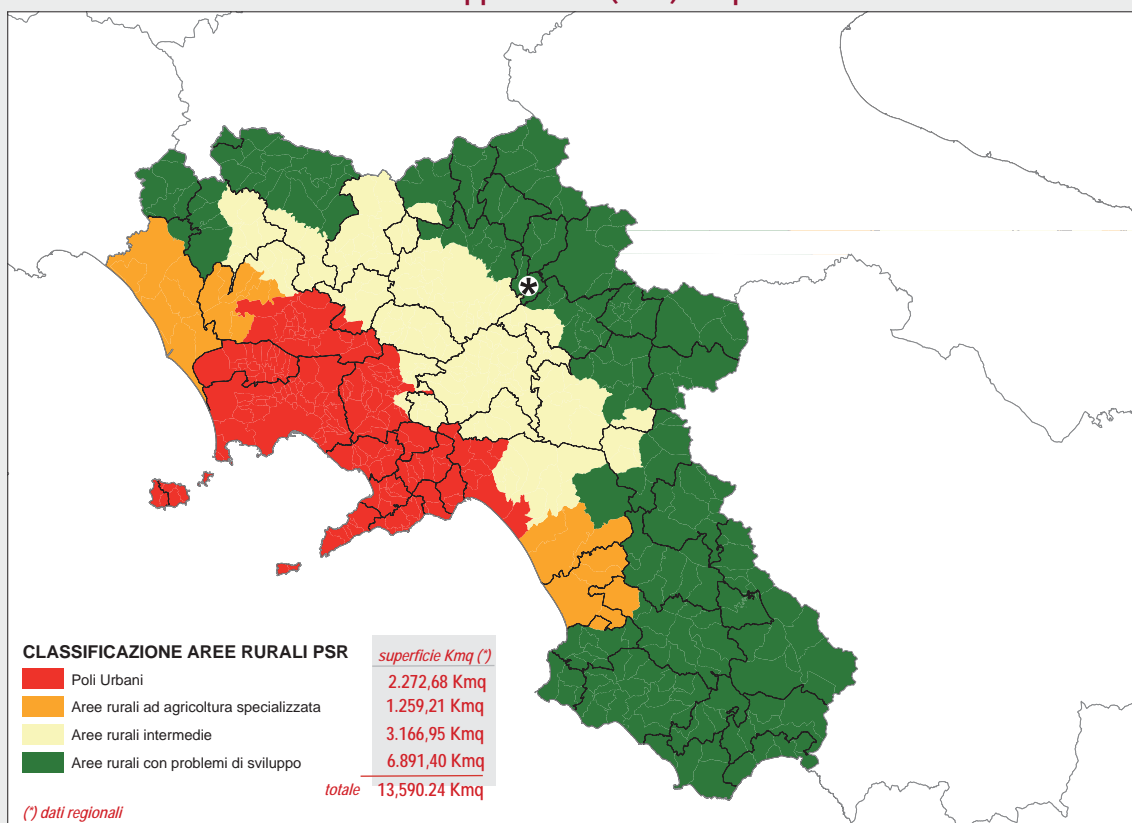 CLASSIFICAZIONE AREE RURALI PSR
superficie Kmq (*)
Poli Urbani
2.272,68 Kmq
Aree rurali ad agricoltura specializzata
1.259,21 Kmq
Aree rurali intermedie
3.166,95 Kmq
Aree rurali con problemi di sviluppo
6.891,40 Kmq
totale 13,590.24 Kmq
(*) dati regionali